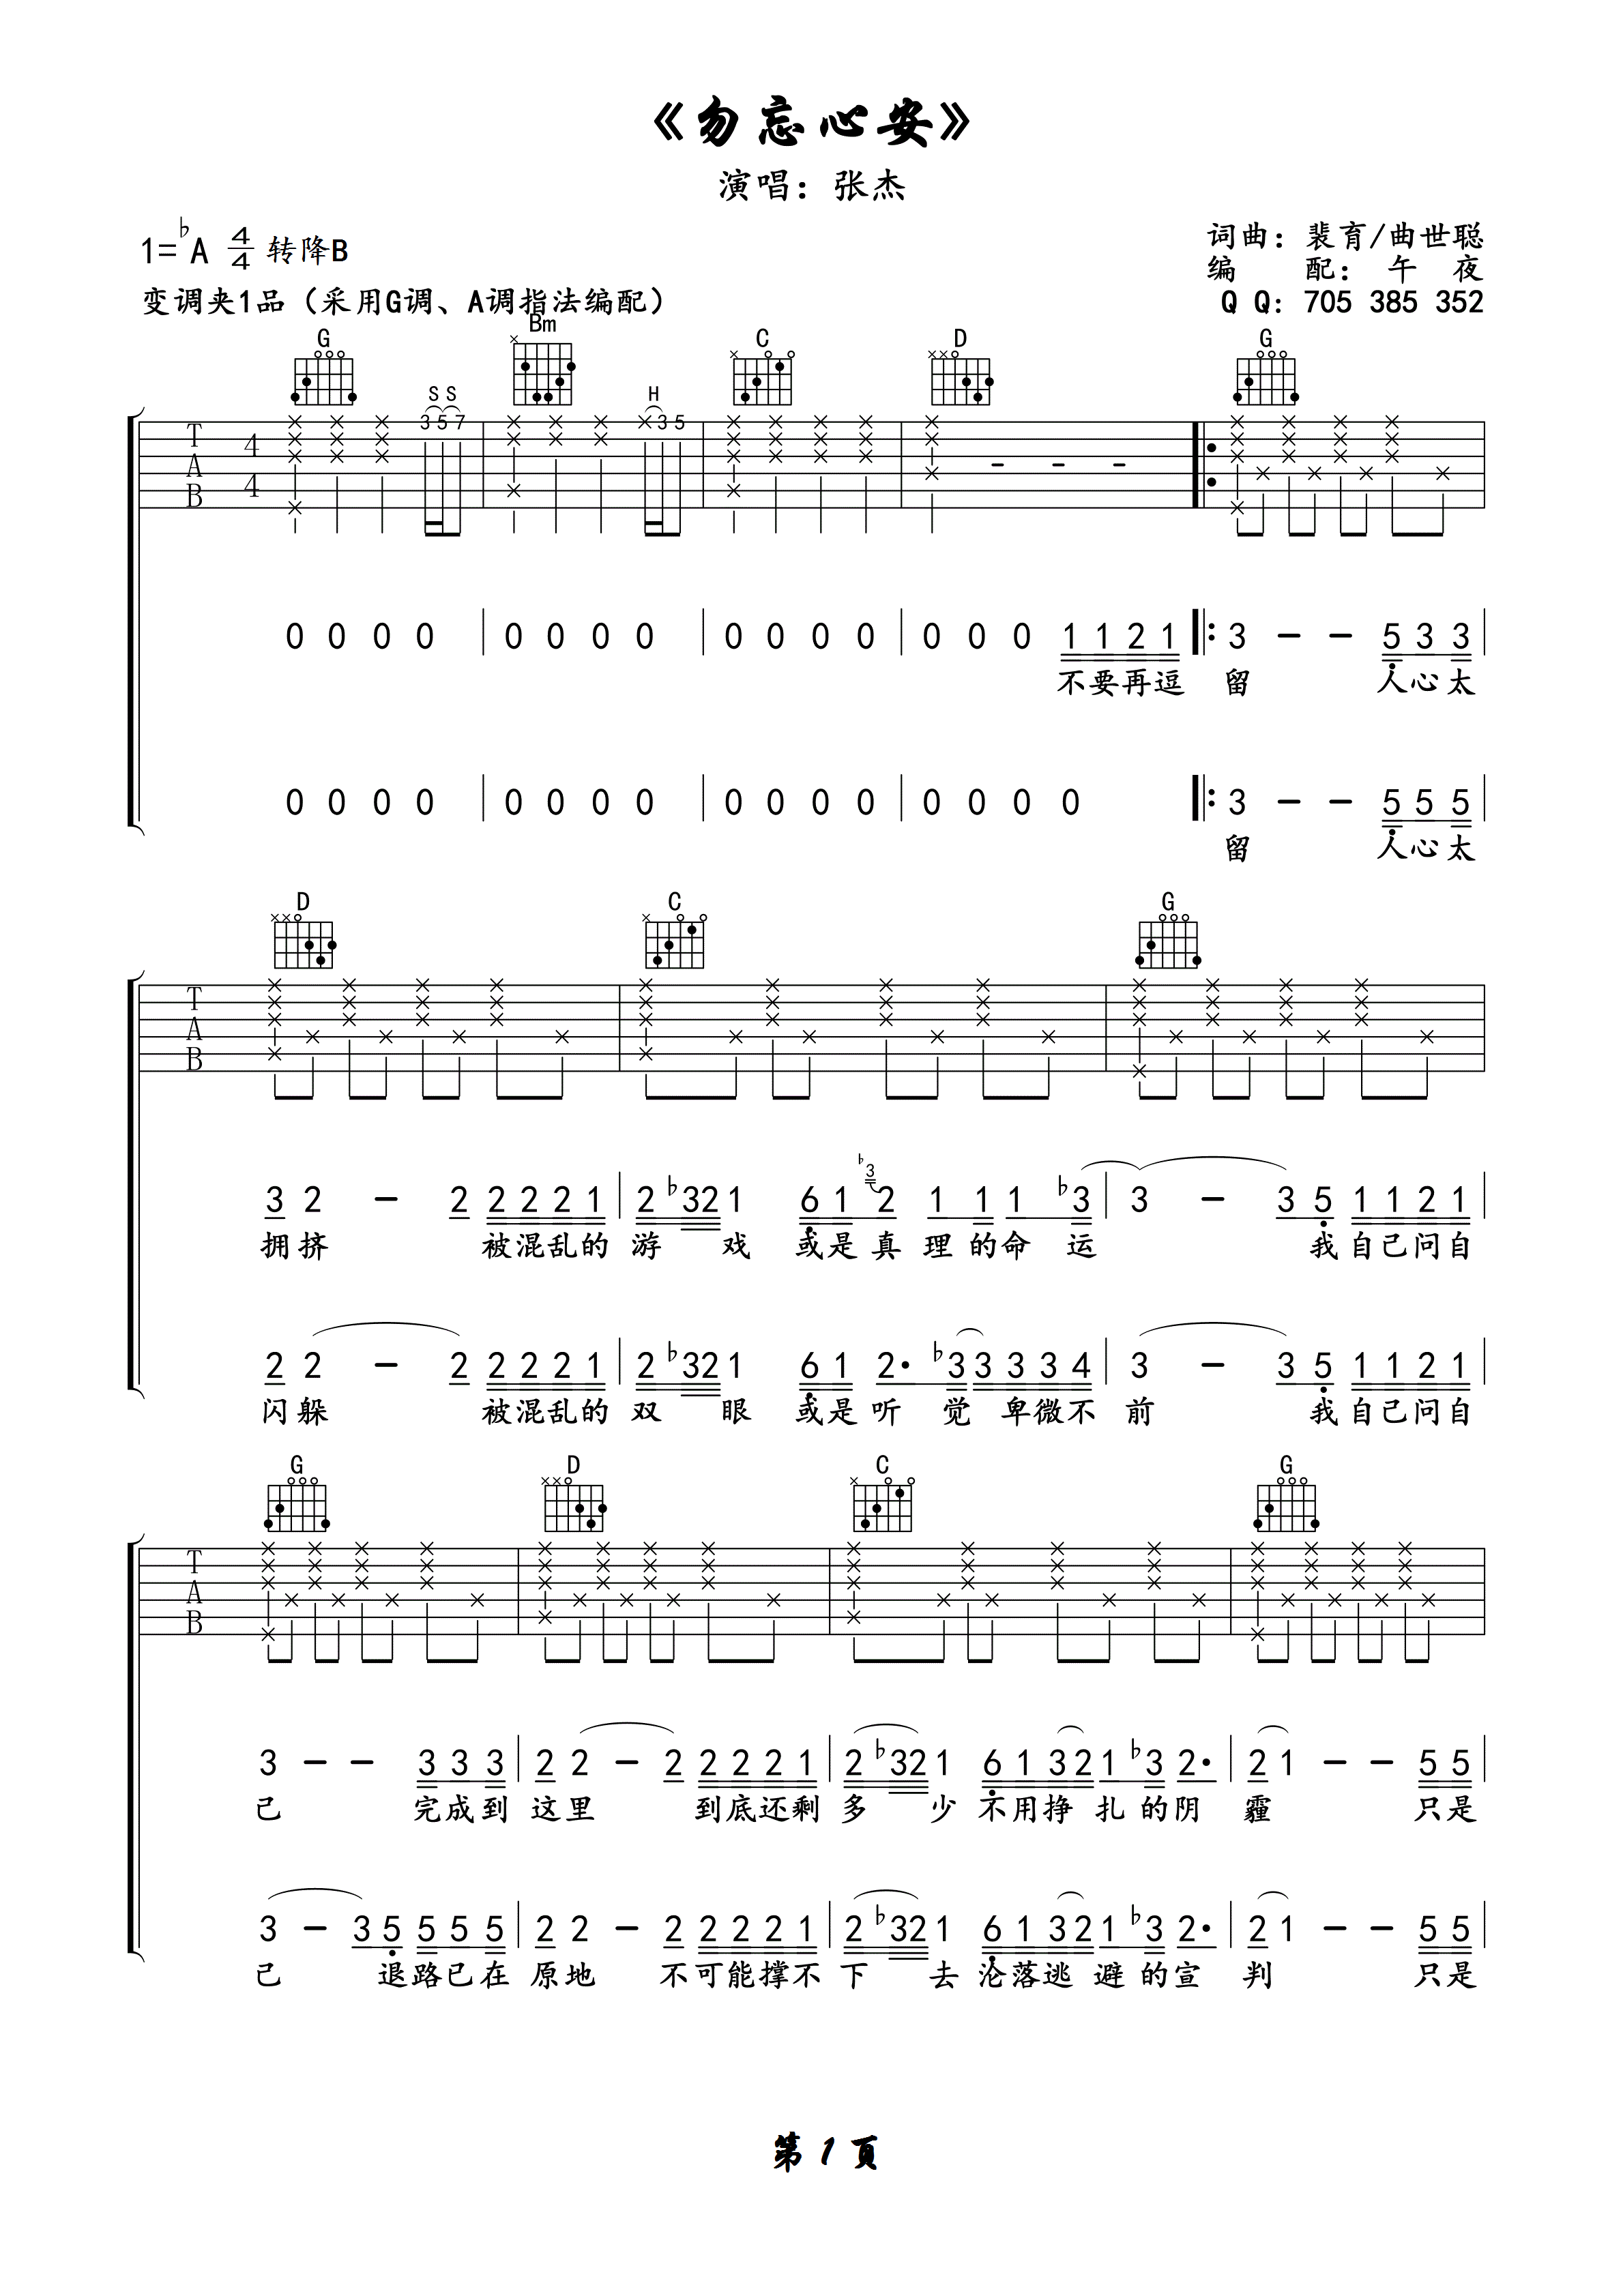 《勿忘心安》
演唱：张杰
1=♭A 4/4 转降B
词曲：裴育/曲世聪
编 配： 午 夜
变调夹1品（采用G调、A调指法编配）
Q Q: 705 385 352
G Bm C D G
S S H
T A B 4 4 3 5 7 3 5
0 0 0 0 0 0 0 0 0 0 0 0 0 0 0 1 1 2 1 3 － － 5 3 3
不要再逗 留 人心太
0 0 0 0 0 0 0 0 0 0 0 0 0 0 0 0 3 － － 5 5 5
留 人心太
D C G
T A B
♭3
3 2 － 2 2 2 2 1 2 ♭3 2 1 6 1 2 1 1 1 ♭3 3 － 3 5 1 1 2 1
拥挤 被混乱的 游 戏 或是真 理的命 运 我自己问自
2 2 － 2 2 2 2 1 2 ♭3 2 1 6 1 2· ♭3 3 3 3 4 3 － 3 5 1 1 2 1
闪躲 被混乱的 双 眼 或是听 觉 卑微不 前 我自己问自
G D C G
T A B
3 － － 3 3 3 2 2 － 2 2 2 2 1 2 ♭3 2 1 6 1 3 2 1 ♭3 2· 2 1 － － 5 5
己 完成到 这里 到底还剩 多 少 不用挣 扎 的阴 霾 只是
3 － 3 5 5 5 5 2 2 － 2 2 2 2 1 2 ♭3 2 1 6 1 3 2 1 ♭3 2· 2 1 － － 5 5
己 退路已在 原地 不可能撑不 下 去 沦落逃 避 的宣 判 只是
第 1 頁